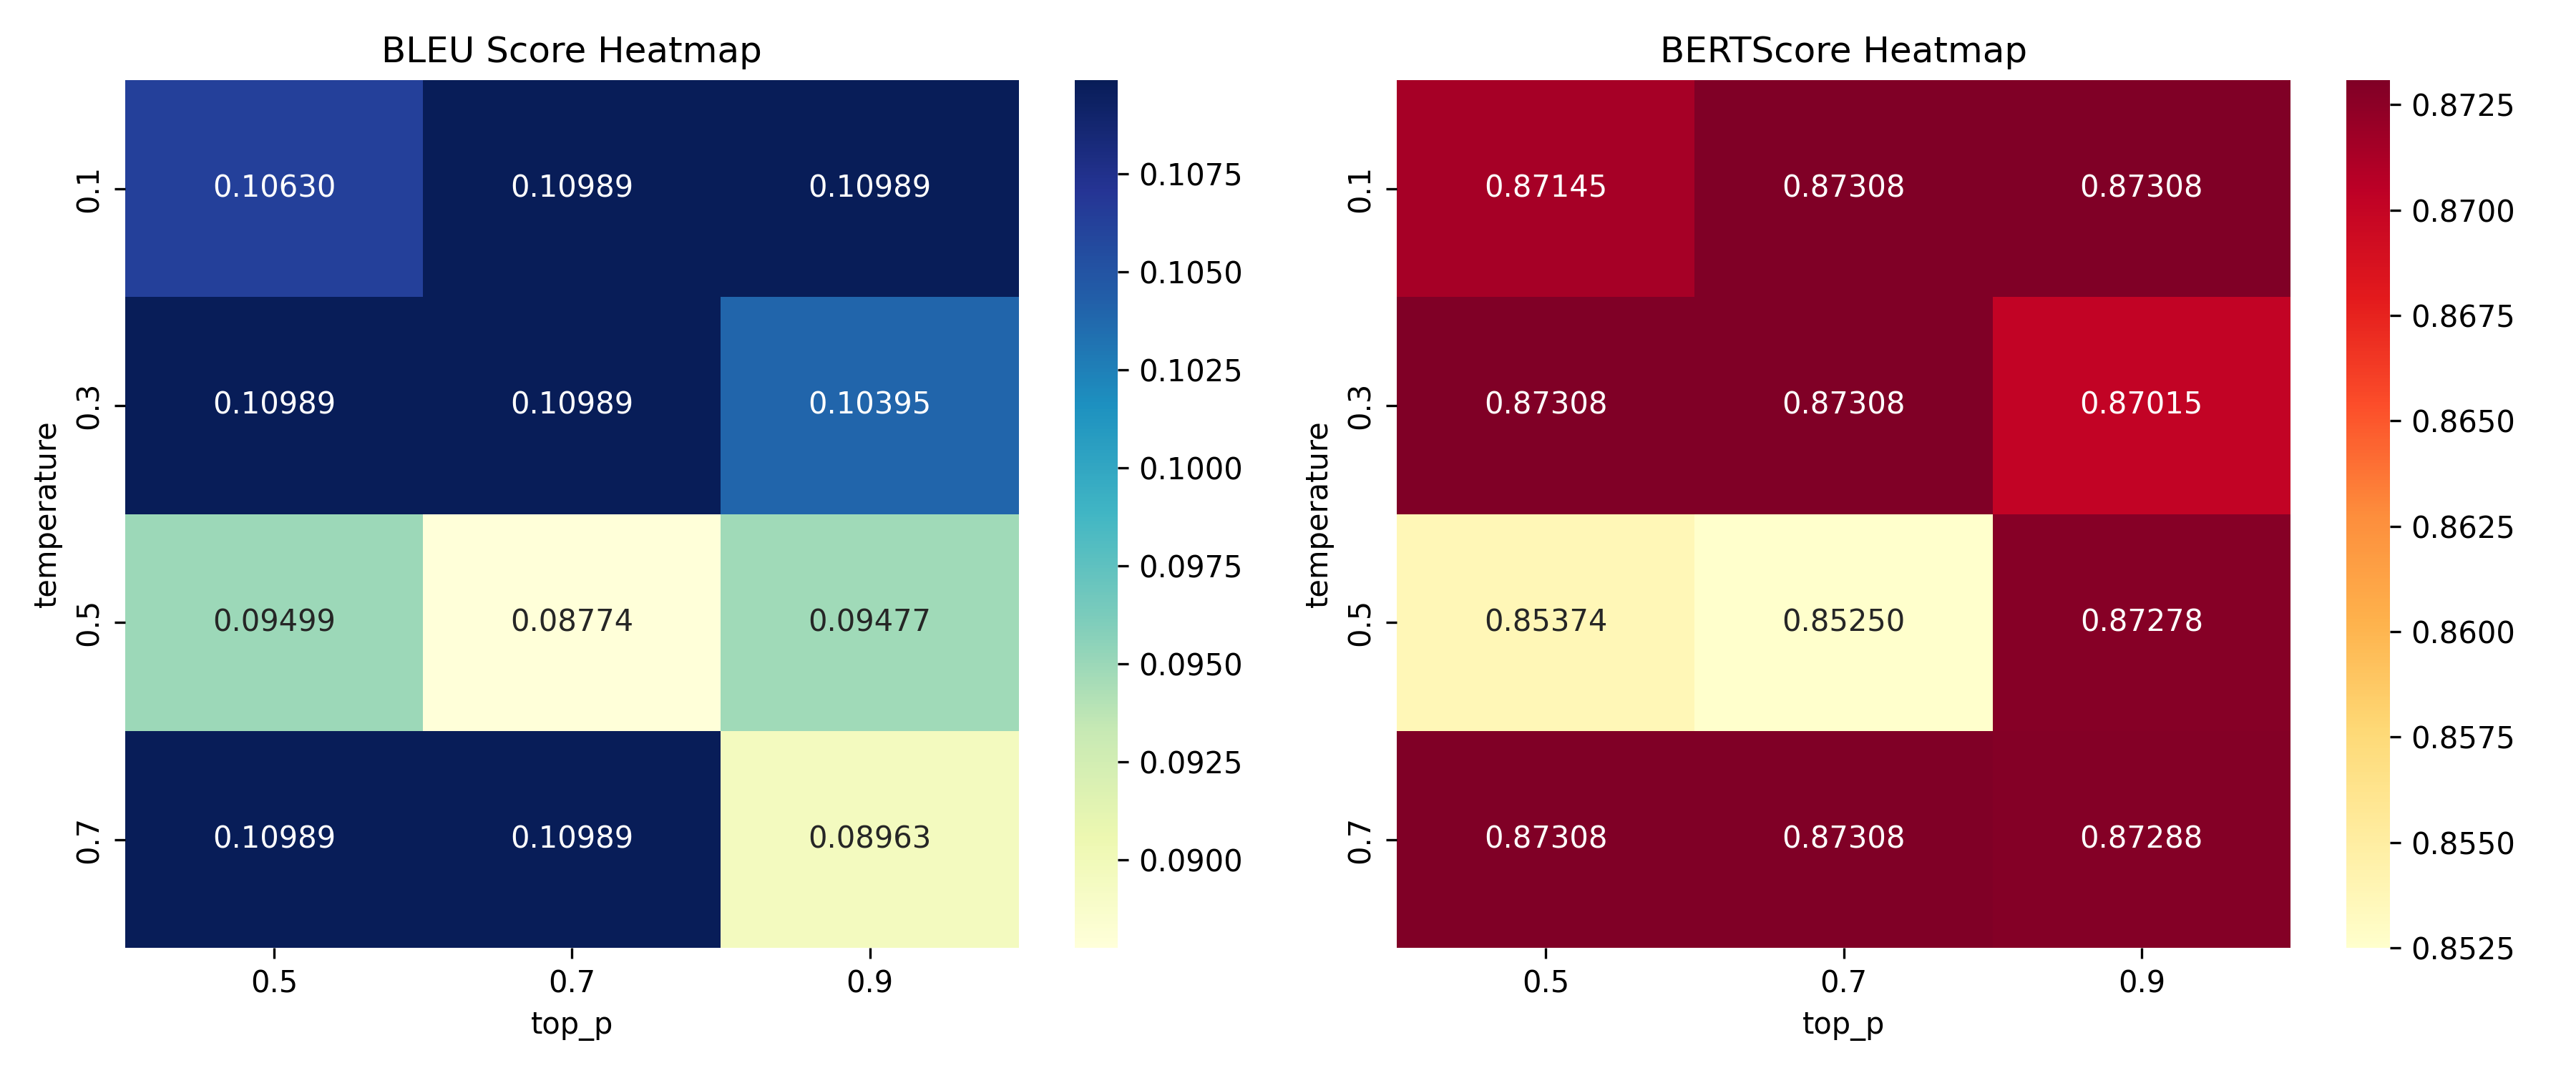 BLEU Score Heatmap
0.1 0.10630 0.10989 0.10989
0.3 0.10989 0.10989 0.10395
0.5 0.09499 0.08774 0.09477
0.7 0.10989 0.10989 0.08963
temperature
0.5 0.7 0.9
top_p
0.1075
0.1050
0.1025
0.1000
0.0975
0.0950
0.0925
0.0900
BERTScore Heatmap
0.1 0.87145 0.87308 0.87308
0.3 0.87308 0.87308 0.87015
0.5 0.85374 0.85250 0.87278
0.7 0.87308 0.87308 0.87288
temperature
0.5 0.7 0.9
top_p
0.8725
0.8700
0.8675
0.8650
0.8625
0.8600
0.8575
0.8550
0.8525